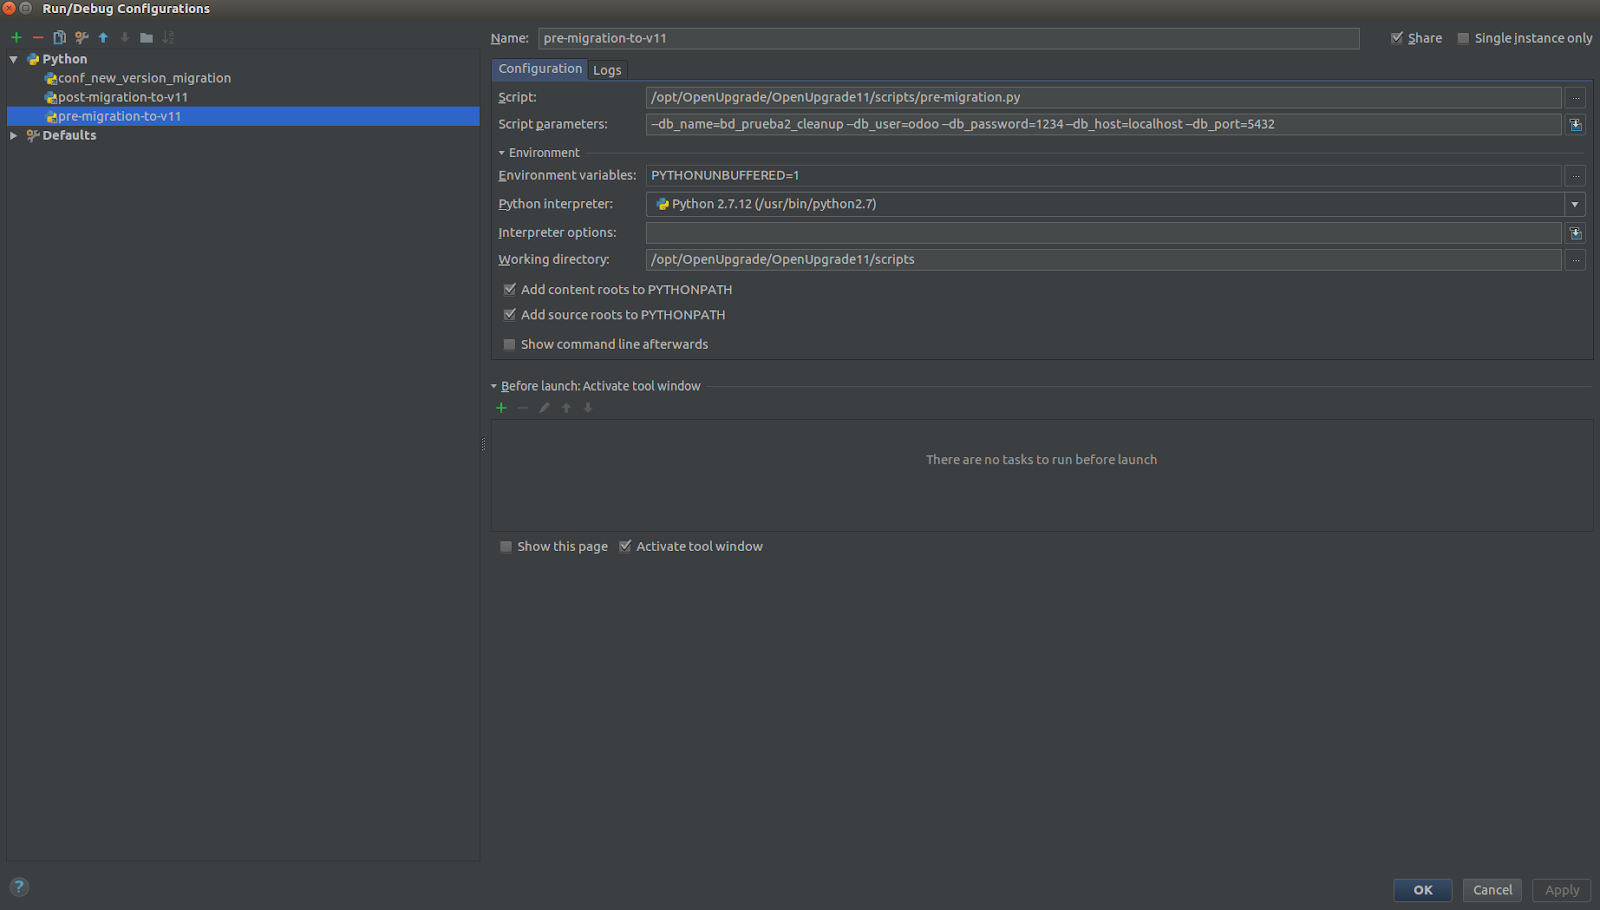 Run/Debug Configurations
Python
conf_new_version_migration
post-migration-to-v11
pre-migration-to-v11
Defaults
Name: pre-migration-to-v11
Share
Single instance only
Configuration Logs
Script: /opt/OpenUpgrade/OpenUpgrade11/scripts/pre-migration.py ...
Script parameters: –db_name=bd_prueba2_cleanup –db_user=odoo –db_password=1234 –db_host=localhost –db_port=5432
Environment
Environment variables: PYTHONUNBUFFERED=1 ...
Python interpreter: Python 2.7.12 (/usr/bin/python2.7)
Interpreter options:
Working directory: /opt/OpenUpgrade/OpenUpgrade11/scripts ...
Add content roots to PYTHONPATH
Add source roots to PYTHONPATH
Show command line afterwards
Before launch: Activate tool window
There are no tasks to run before launch
Show this page Activate tool window
? OK Cancel Apply